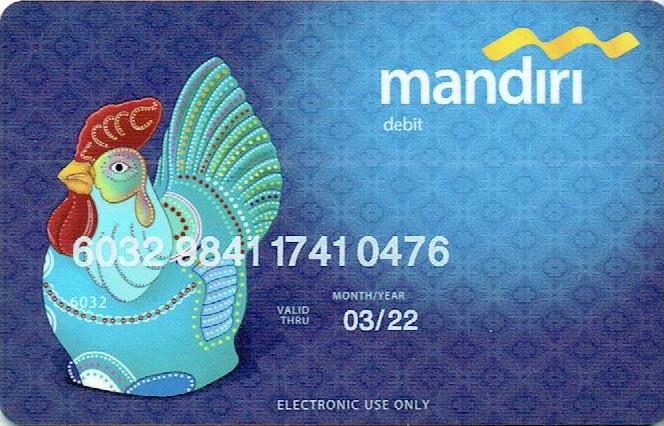 mandiri
debit
6032 9841 1741 0476
6032
MONTH/YEAR
VALID THRU 03/22
ELECTRONIC USE ONLY